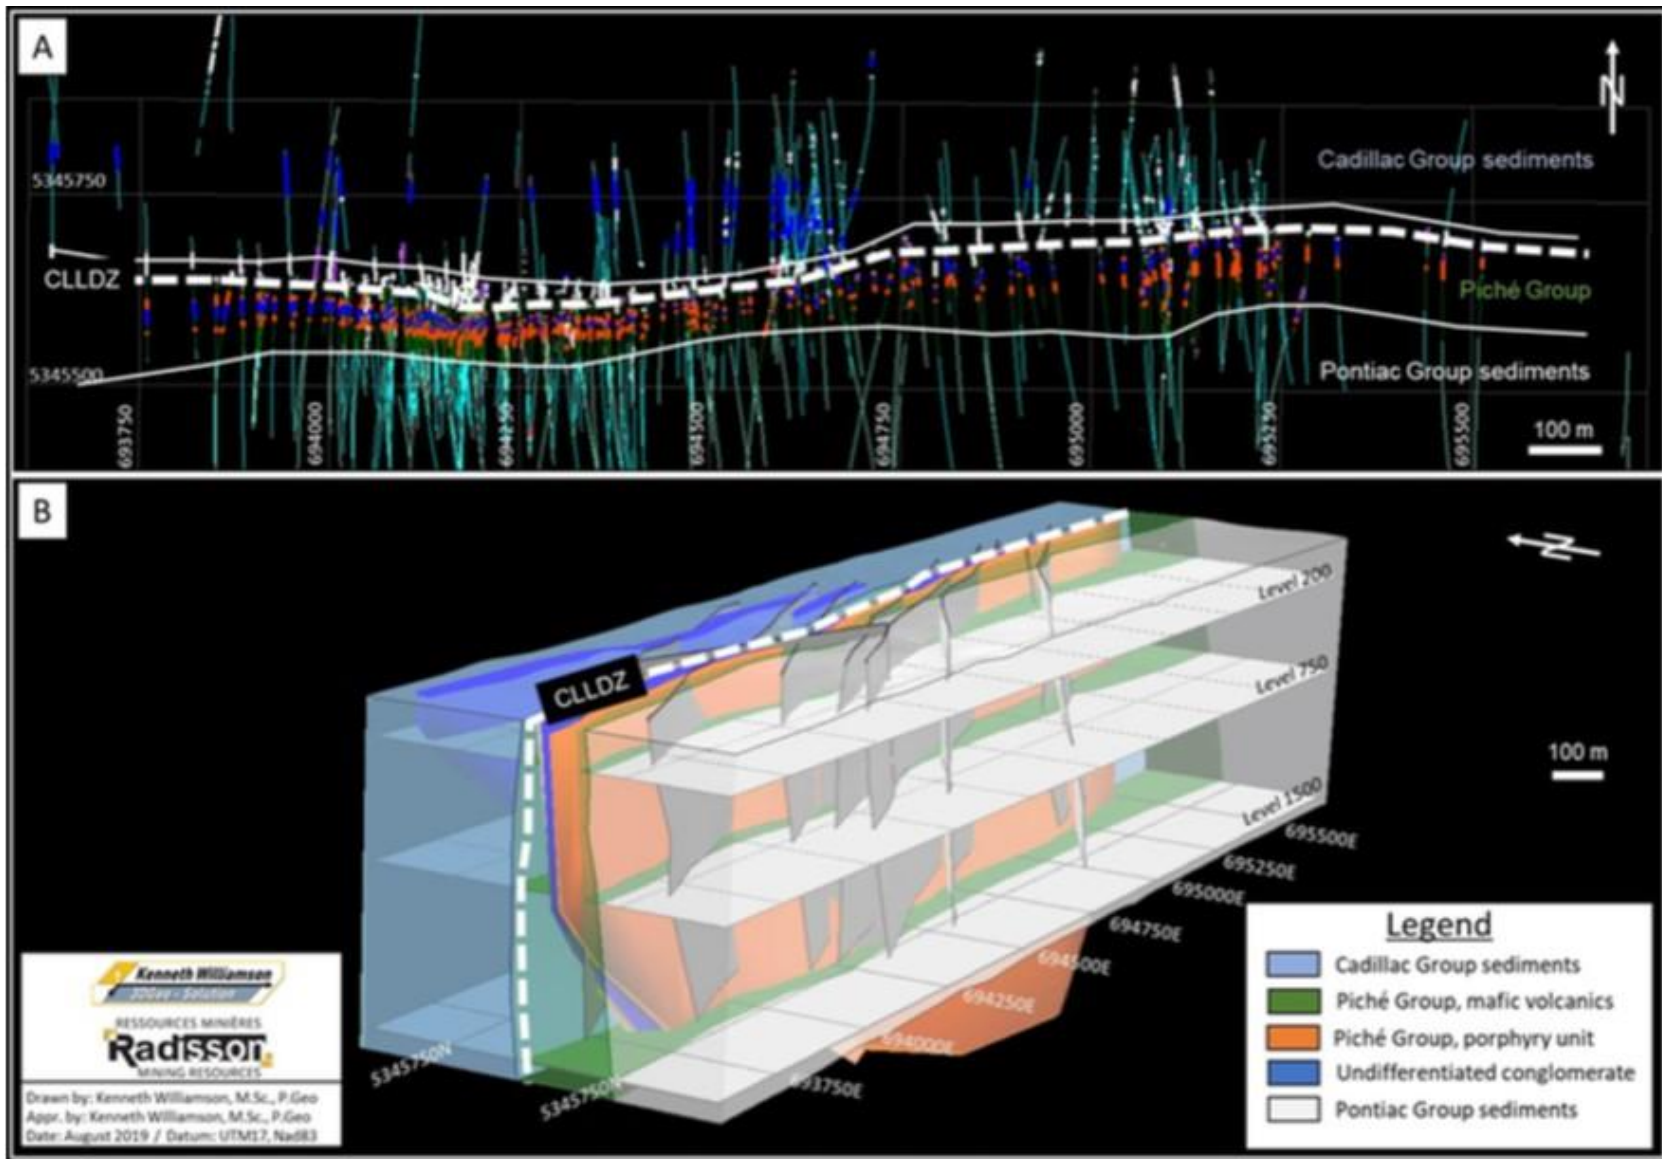 A
N
Cadillac Group sediments
5345750
CLLDZ
Piché Group
5345500
Pontiac Group sediments
693750
694000
694250
694500
694750
695000
695250
695500
100 m
B
N
Level 200
CLLDZ
Level 750
100 m
Level 1500
695500E
695250E
695000E
694750E
694500E
694250E
694000E
693750E
5345750N
5345750N
Legend
Cadillac Group sediments
Piché Group, mafic volcanics
Piché Group, porphyry unit
Undifferentiated conglomerate
Pontiac Group sediments
Kenneth Williamson
3DGeo - Solution
RESSOURCES MINIÈRES
Radisson
MINING RESOURCES
Drawn by: Kenneth Williamson, M.Sc., P.Geo
Appr. by: Kenneth Williamson, M.Sc., P.Geo
Date: August 2019 / Datum: UTM17, Nad83